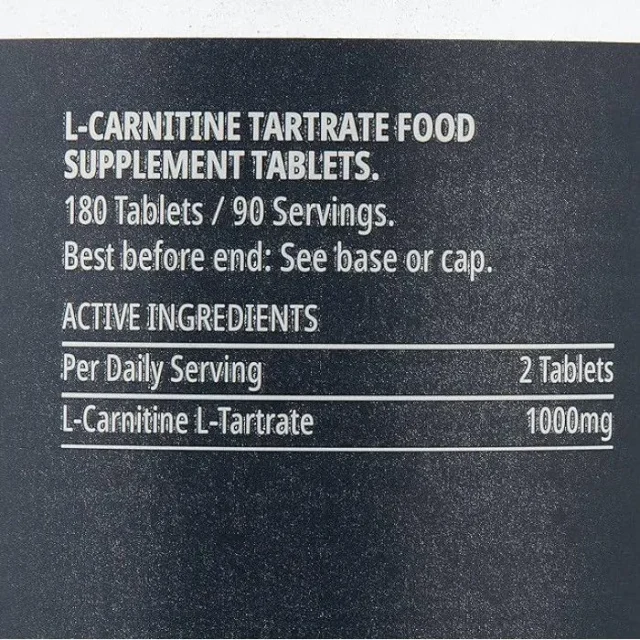 L-CARNITINE TARTRATE FOOD
SUPPLEMENT TABLETS.
180 Tablets / 90 Servings.
Best before end: See base or cap.
ACTIVE INGREDIENTS
Per Daily Serving 2 Tablets
L-Carnitine L-Tartrate 1000mg